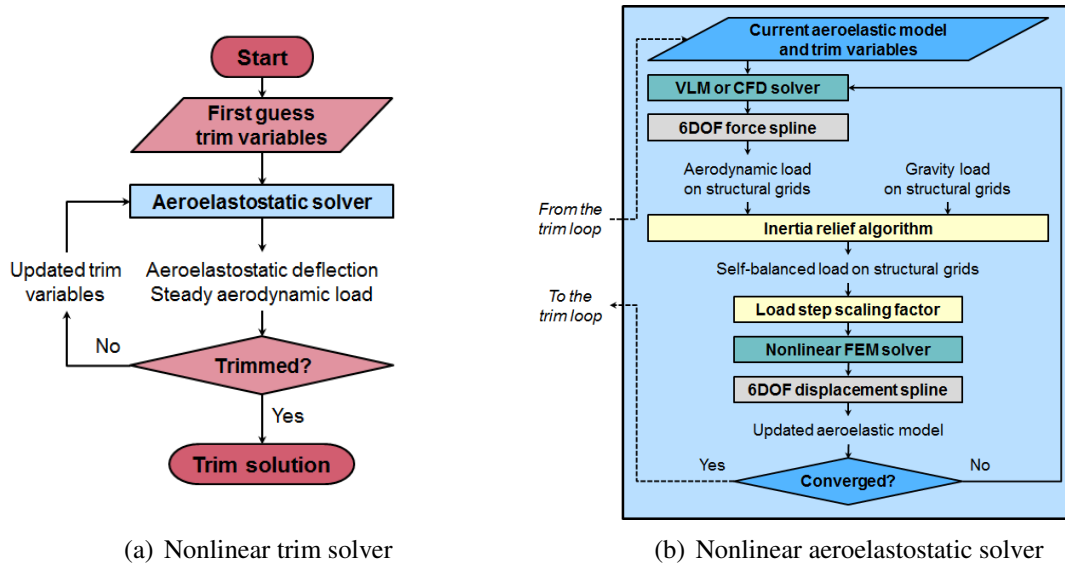 Start
First guess
trim variables
Aeroelastostatic solver
Updated trim
variables
Aeroelastostatic deflection
Steady aerodynamic load
No
Trimmed?
Yes
Trim solution
(a) Nonlinear trim solver
Current aeroelastic model
and trim variables
VLM or CFD solver
6DOF force spline
Aerodynamic load
on structural grids
Gravity load
on structural grids
From the
trim loop
Inertia relief algorithm
Self-balanced load on structural grids
To the
trim loop
Load step scaling factor
Nonlinear FEM solver
6DOF displacement spline
Updated aeroelastic model
Yes
No
Converged?
(b) Nonlinear aeroelastostatic solver